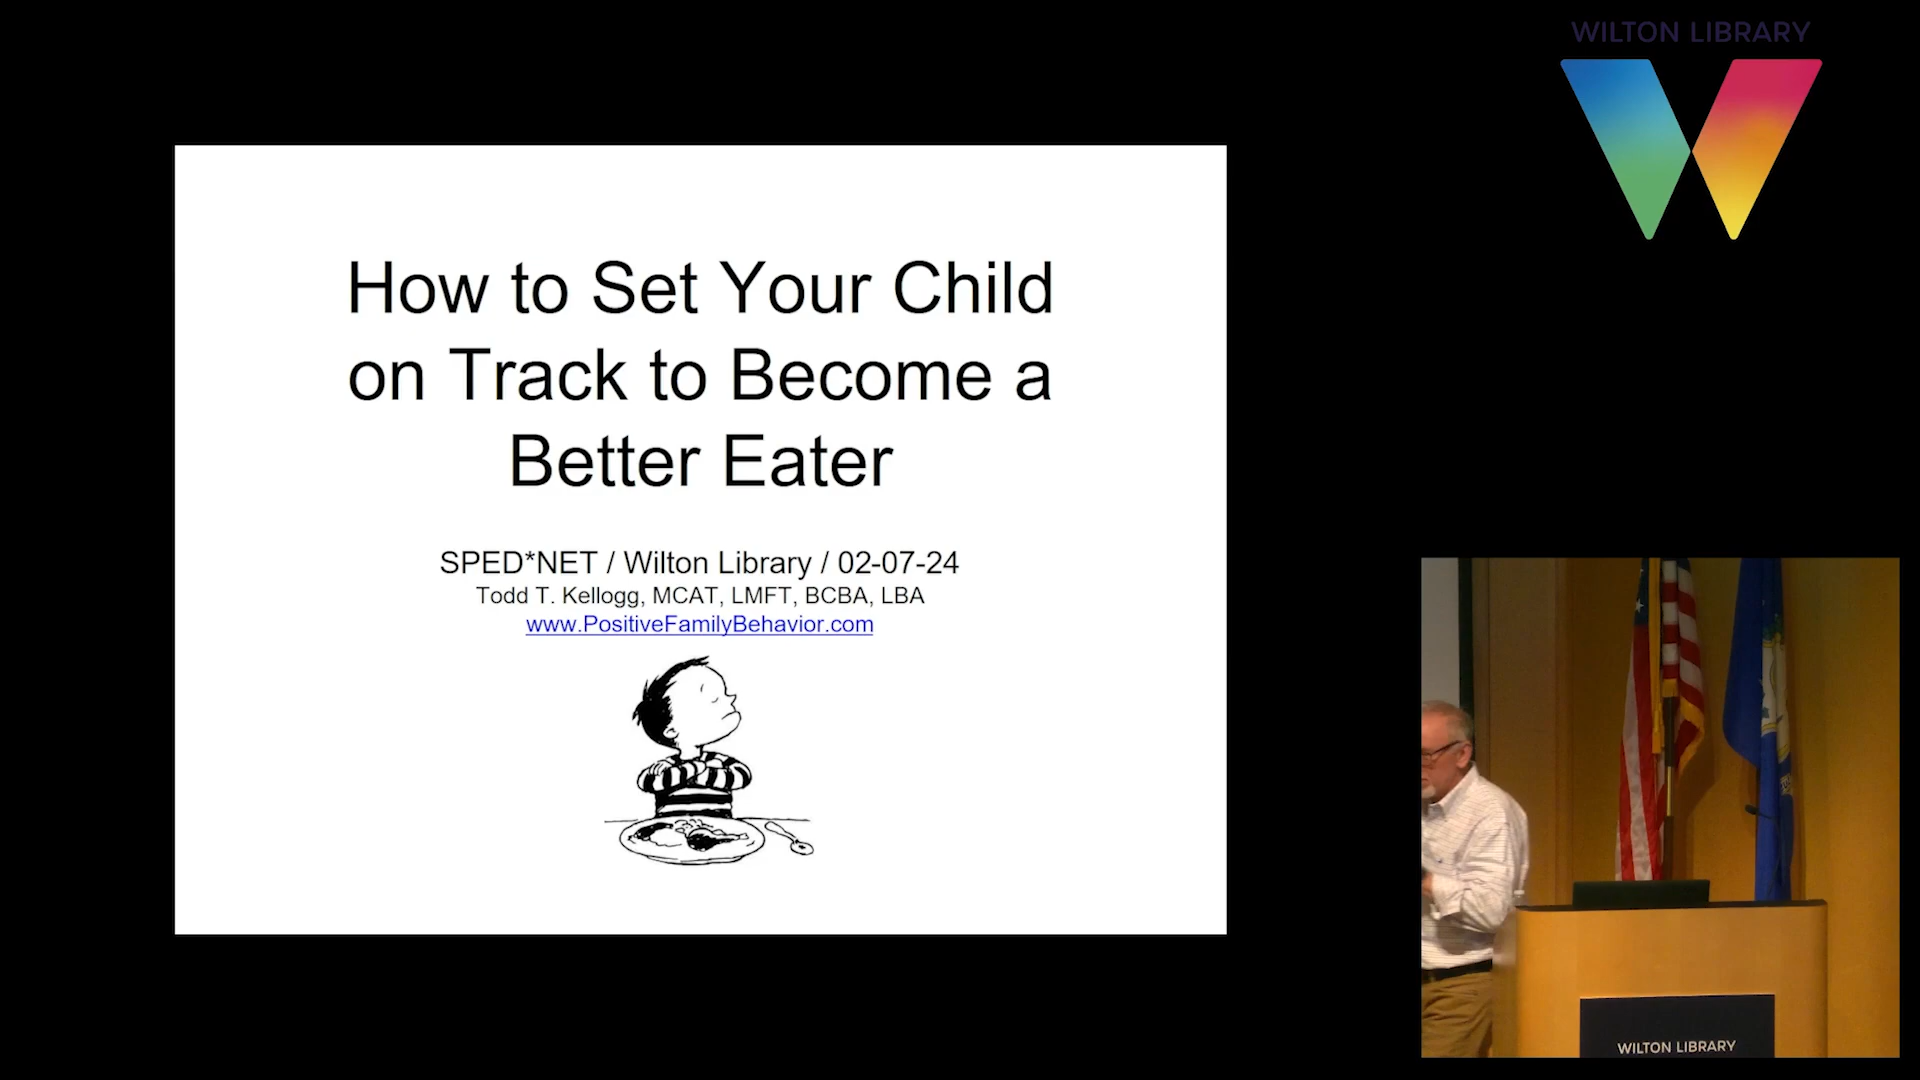 WILTON LIBRARY
How to Set Your Child
on Track to Become a
Better Eater
SPED*NET / Wilton Library / 02-07-24
Todd T. Kellogg, MCAT, LMFT, BCBA, LBA
www.PositiveFamilyBehavior.com
WILTON LIBRARY